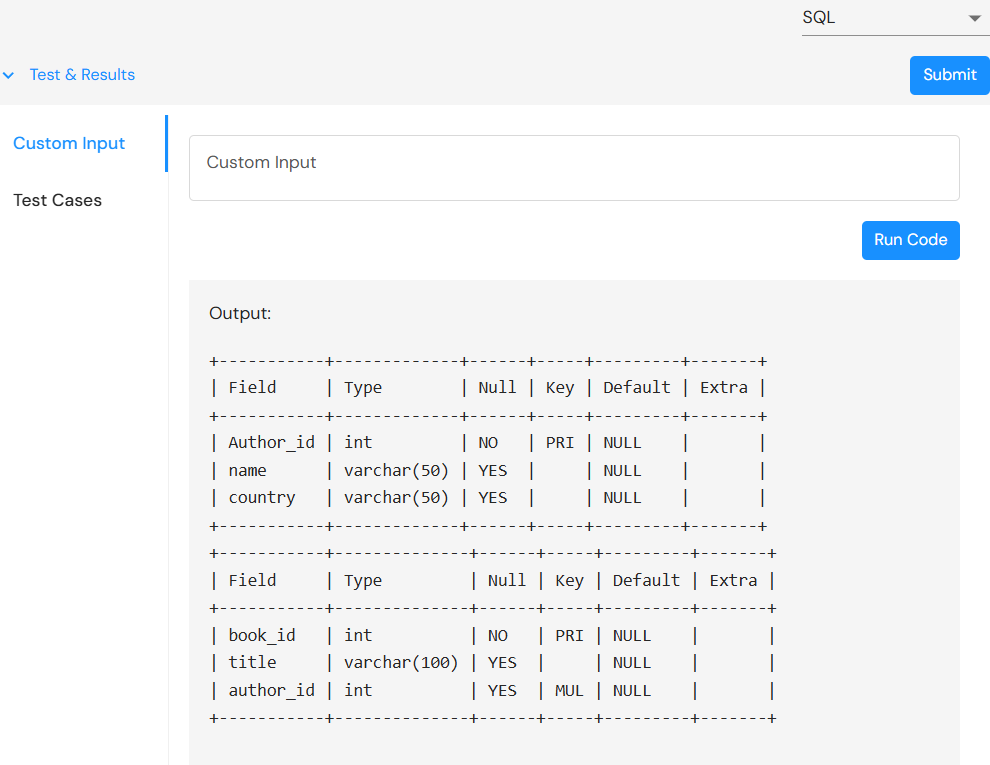 SQL
Test & Results
Submit
Custom Input
Test Cases
Custom Input
Run Code
Output:
+-----------+-------------+------+-----+---------+-------+
| Field     | Type        | Null | Key | Default | Extra |
+-----------+-------------+------+-----+---------+-------+
| Author_id | int         | NO   | PRI | NULL    |       |
| name      | varchar(50) | YES  |     | NULL    |       |
| country   | varchar(50) | YES  |     | NULL    |       |
+-----------+-------------+------+-----+---------+-------+
+-----------+--------------+------+-----+---------+-------+
| Field     | Type         | Null | Key | Default | Extra |
+-----------+--------------+------+-----+---------+-------+
| book_id   | int          | NO   | PRI | NULL    |       |
| title     | varchar(100) | YES  |     | NULL    |       |
| author_id | int          | YES  | MUL | NULL    |       |
+-----------+--------------+------+-----+---------+-------+